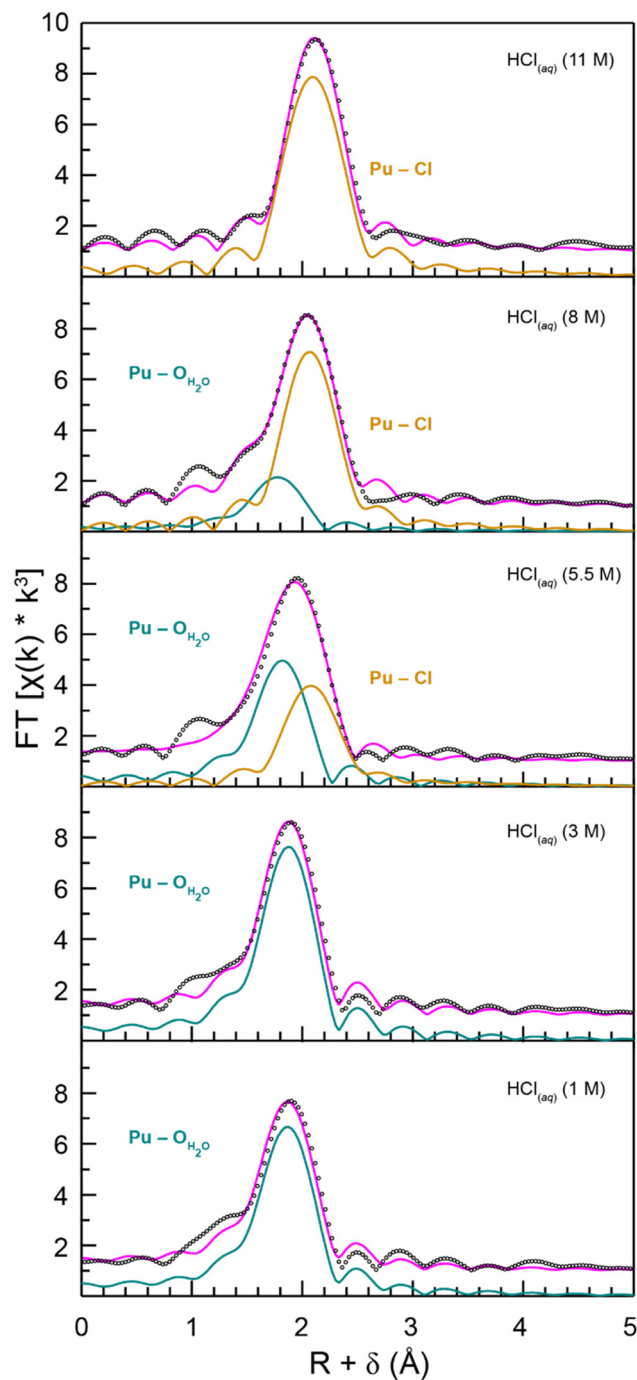 10
8
6
4
2
HCl(aq) (11 M)
Pu – Cl
8
6
4
2
HCl(aq) (8 M)
Pu – OH2O
Pu – Cl
8
6
4
2
HCl(aq) (5.5 M)
Pu – OH2O
Pu – Cl
8
6
4
2
HCl(aq) (3 M)
Pu – OH2O
8
6
4
2
HCl(aq) (1 M)
Pu – OH2O
FT [χ(k) * k³]
0 1 2 3 4 5
R + δ (Å)